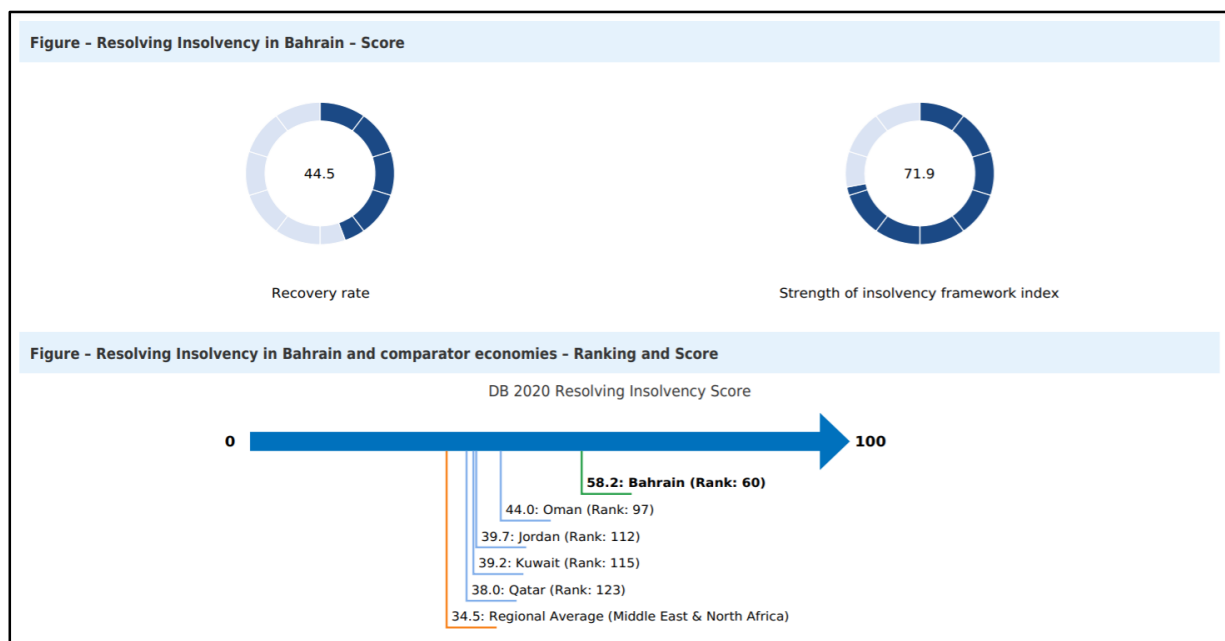 Figure – Resolving Insolvency in Bahrain – Score
44.5
71.9
Recovery rate
Strength of insolvency framework index
Figure – Resolving Insolvency in Bahrain and comparator economies – Ranking and Score
DB 2020 Resolving Insolvency Score
0
100
58.2: Bahrain (Rank: 60)
44.0: Oman (Rank: 97)
39.7: Jordan (Rank: 112)
39.2: Kuwait (Rank: 115)
38.0: Qatar (Rank: 123)
34.5: Regional Average (Middle East & North Africa)